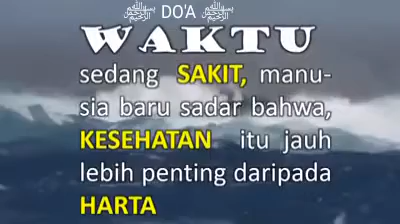 ﷽ DO'A ﷽
WAKTU
sedang SAKIT, manu-
sia baru sadar bahwa,
KESEHATAN itu jauh
lebih penting daripada
HARTA